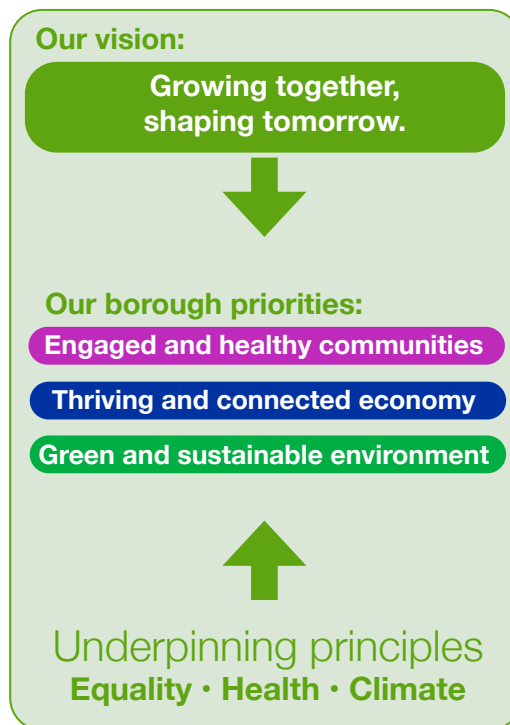 Our vision:
Growing together,
shaping tomorrow.
Our borough priorities:
Engaged and healthy communities
Thriving and connected economy
Green and sustainable environment
Underpinning principles
Equality • Health • Climate